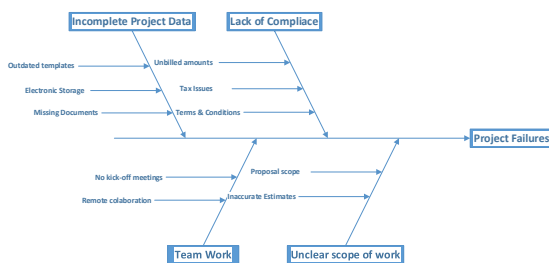 Incomplete Project Data
Lack of Compliace
Outdated templates
Unbilled amounts
Electronic Storage
Tax Issues
Missing Documents
Terms & Conditions
Project Failures
No kick-off meetings
Proposal scope
Remote colaboration
Inaccurate Estimates
Team Work
Unclear scope of work